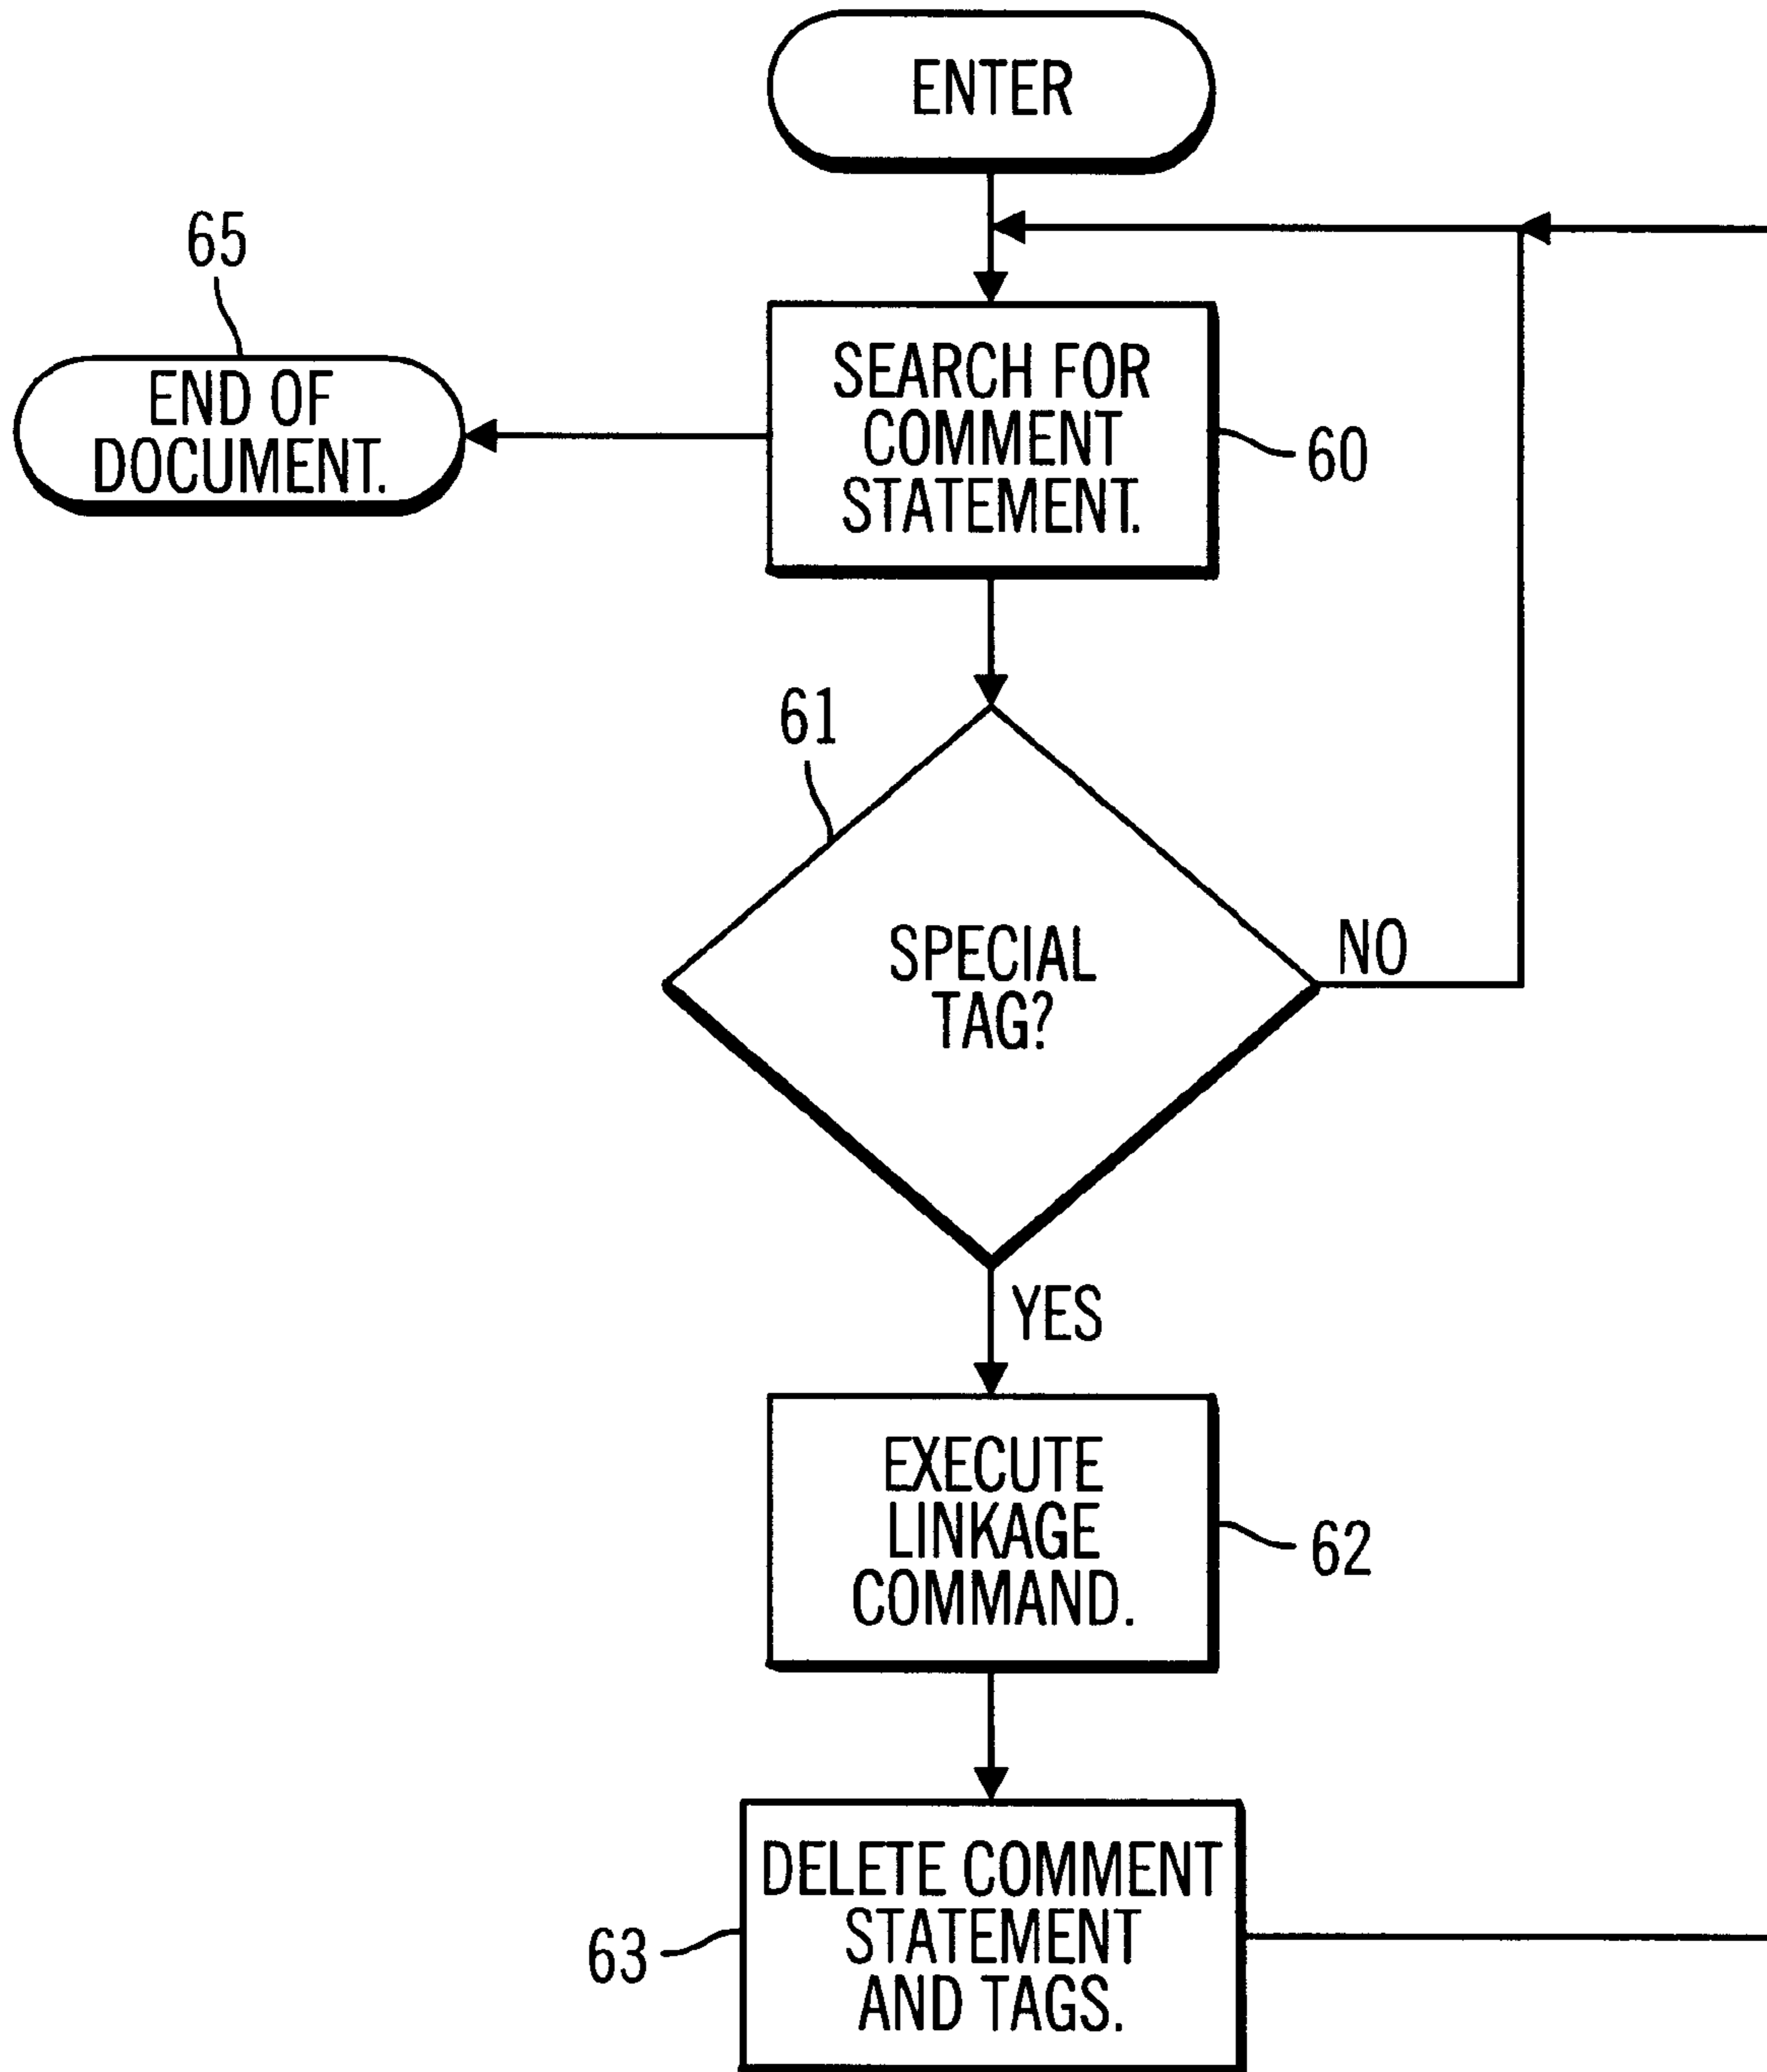 ENTER
65
END OF
DOCUMENT.
SEARCH FOR
COMMENT
STATEMENT.
60
61
SPECIAL
TAG?
NO
YES
EXECUTE
LINKAGE
COMMAND.
62
DELETE COMMENT
STATEMENT
AND TAGS.
63